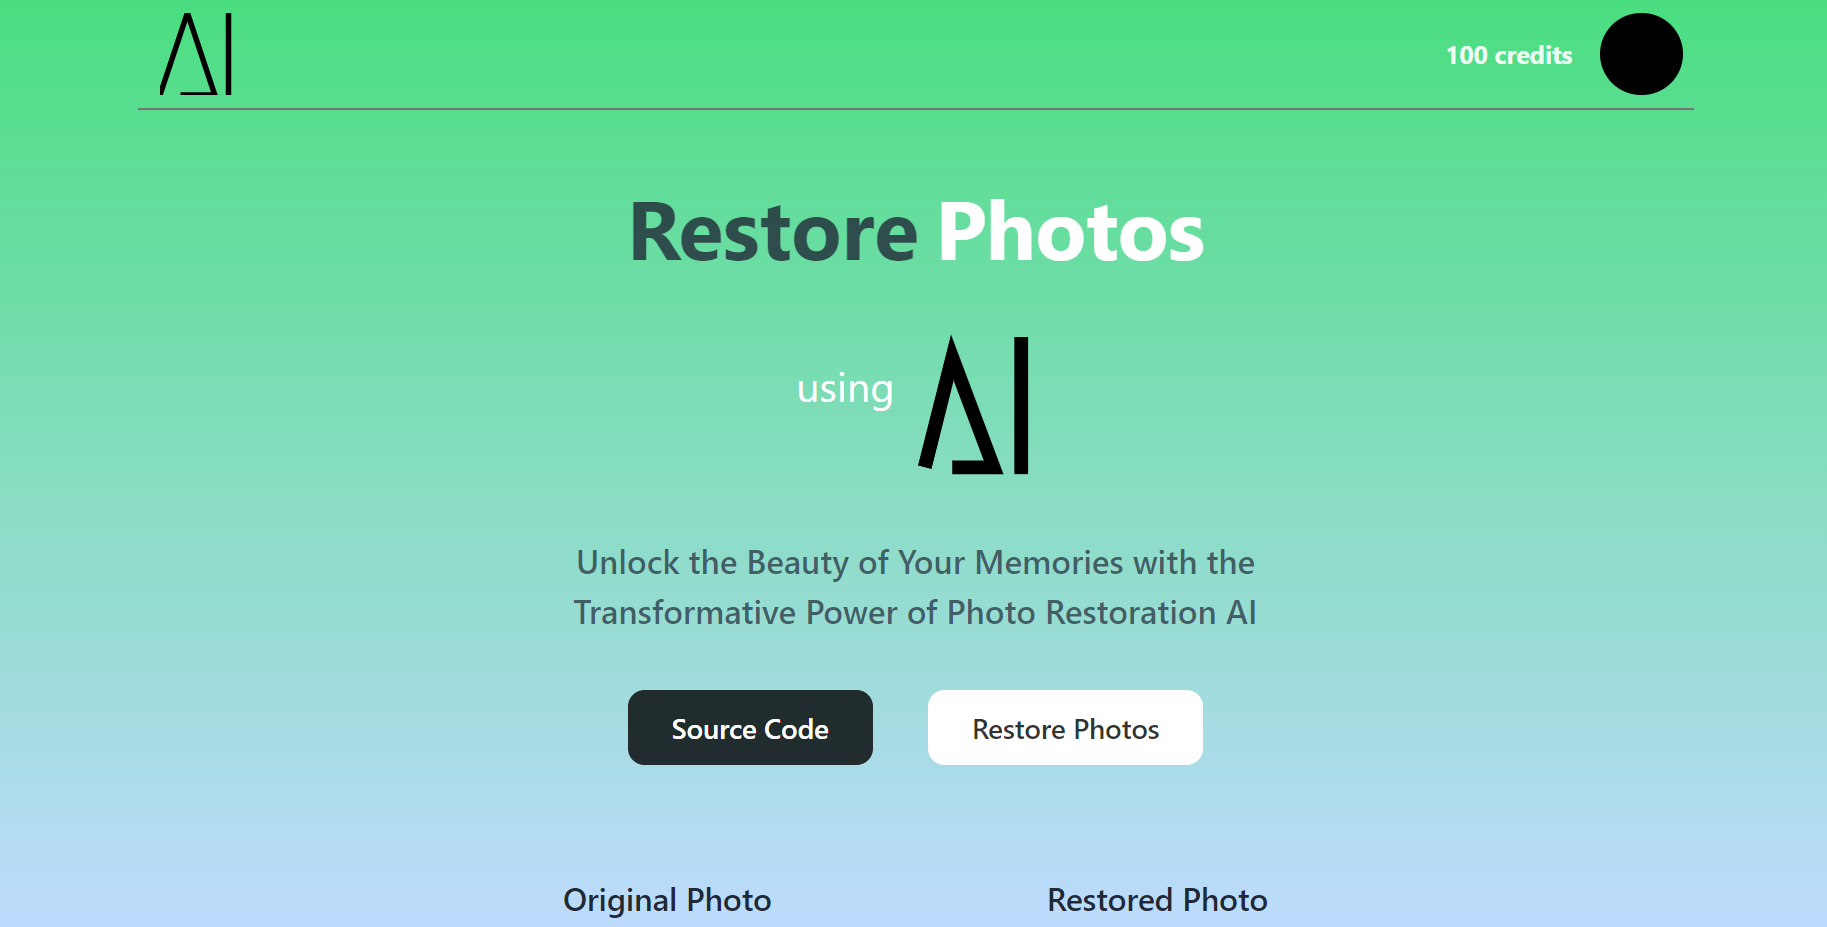 AI
100 credits
Restore Photos
using AI
Unlock the Beauty of Your Memories with the
Transformative Power of Photo Restoration AI
Source Code
Restore Photos
Original Photo
Restored Photo